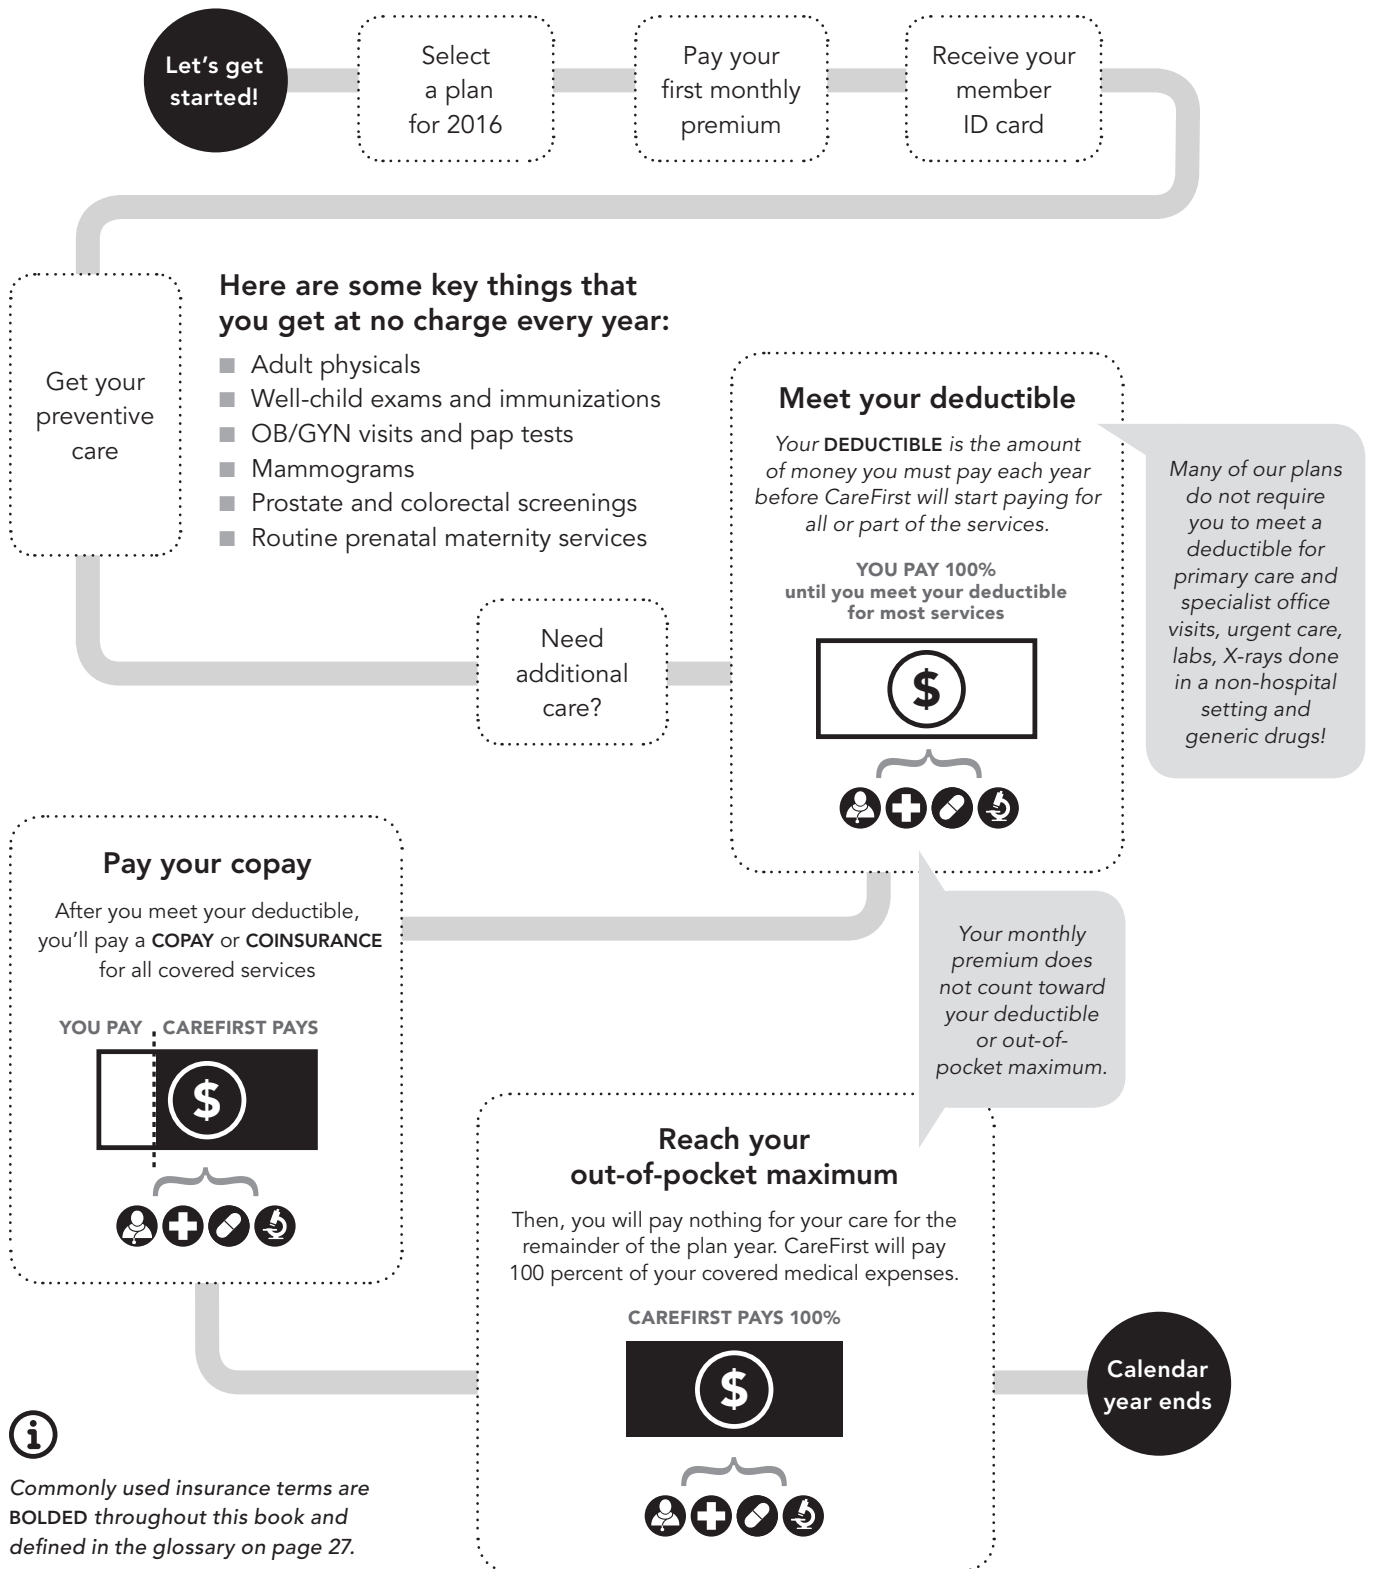 Let's get
started!
Select
a plan
for 2016
Pay your
first monthly
premium
Receive your
member
ID card
Get your
preventive
care
Here are some key things that
you get at no charge every year:
■ Adult physicals
■ Well-child exams and immunizations
■ OB/GYN visits and pap tests
■ Mammograms
■ Prostate and colorectal screenings
■ Routine prenatal maternity services
Need
additional
care?
Meet your deductible
Your DEDUCTIBLE is the amount
of money you must pay each year
before CareFirst will start paying for
all or part of the services.
YOU PAY 100%
until you meet your deductible
for most services
$
Many of our plans
do not require
you to meet a
deductible for
primary care and
specialist office
visits, urgent care,
labs, X-rays done
in a non-hospital
setting and
generic drugs!
Pay your copay
After you meet your deductible,
you'll pay a COPAY or COINSURANCE
for all covered services
YOU PAY CAREFIRST PAYS
$
Your monthly
premium does
not count toward
your deductible
or out-of-
pocket maximum.
Reach your
out-of-pocket maximum
Then, you will pay nothing for your care for the
remainder of the plan year. CareFirst will pay
100 percent of your covered medical expenses.
CAREFIRST PAYS 100%
$
Calendar
year ends
i
Commonly used insurance terms are
BOLDED throughout this book and
defined in the glossary on page 27.